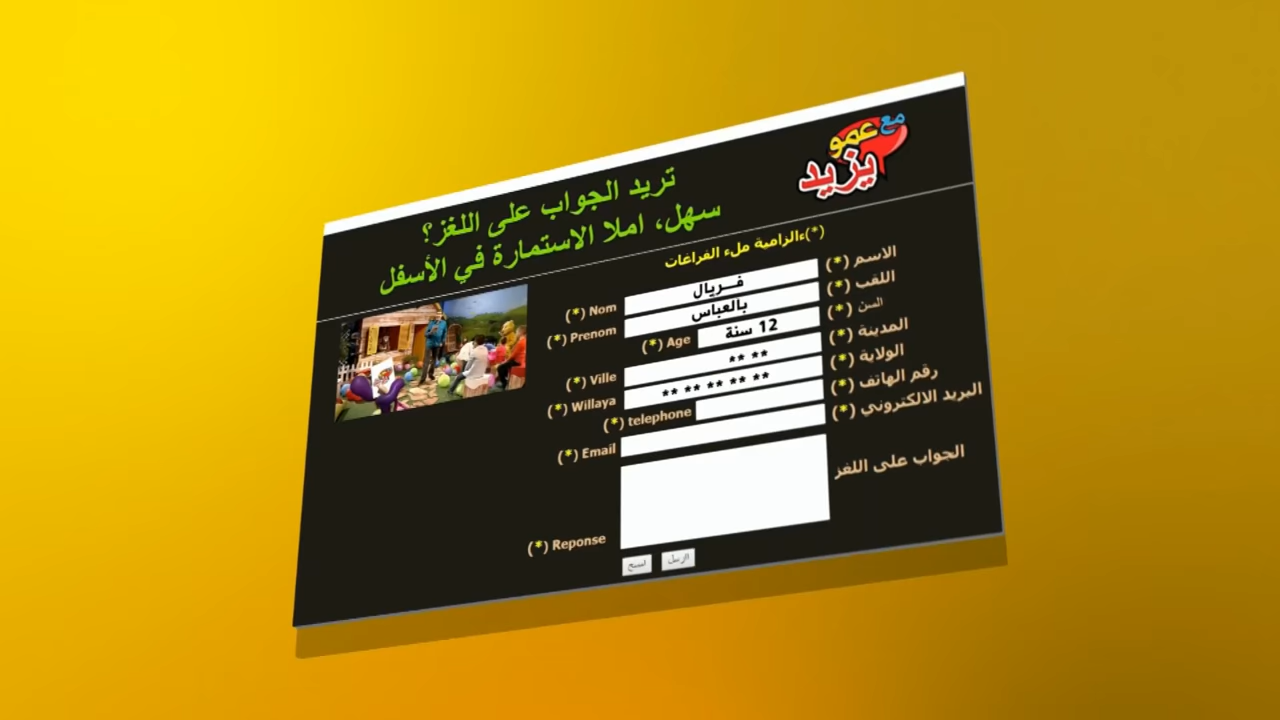 مع عمو
يزيد
تريد الجواب على اللغز؟
سهل، املا الاستمارة في الأسفل
(*)ءالزامية ملء الفراغات
الاسم (*) فـريال Nom (*)
اللقب (*) بالعباس Prenom (*)
السن (*) 12 سنة Age (*)
المدينة (*) ** ** Ville (*)
الولاية (*) ** ** ** ** ** Willaya (*)
رقم الهاتف (*) telephone (*)
البريد الالكتروني (*) Email (*)
الجواب على اللغز
Reponse (*)
ارسل